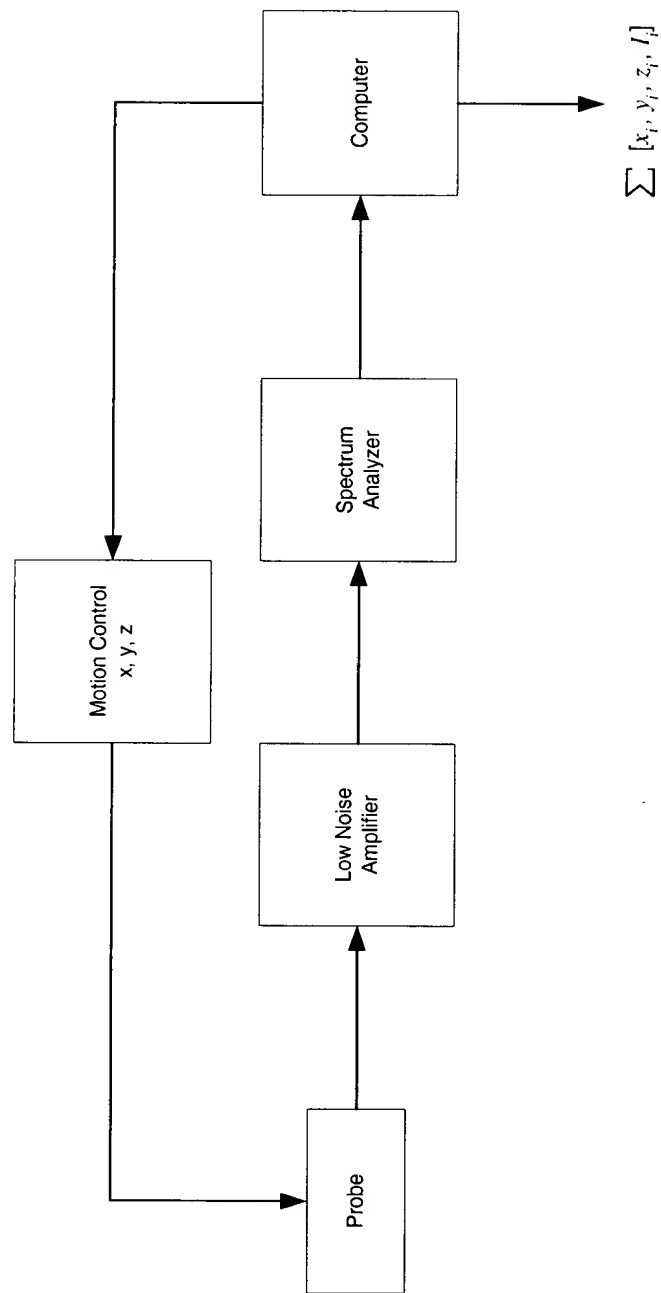 Motion Control
x, y, z
Probe
Low Noise
Amplifier
Spectrum
Analyzer
Computer
∑ [x_i, y_i, z_i, I_i]